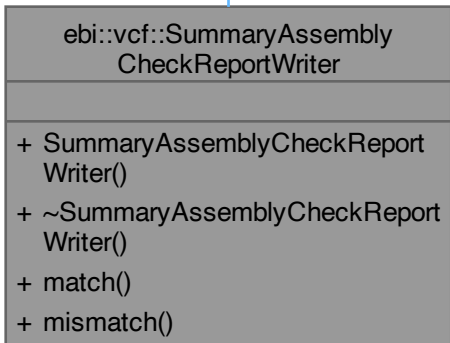 ebi::vcf::SummaryAssembly
CheckReportWriter
+ SummaryAssemblyCheckReport
Writer()
+ ~SummaryAssemblyCheckReport
Writer()
+ match()
+ mismatch()